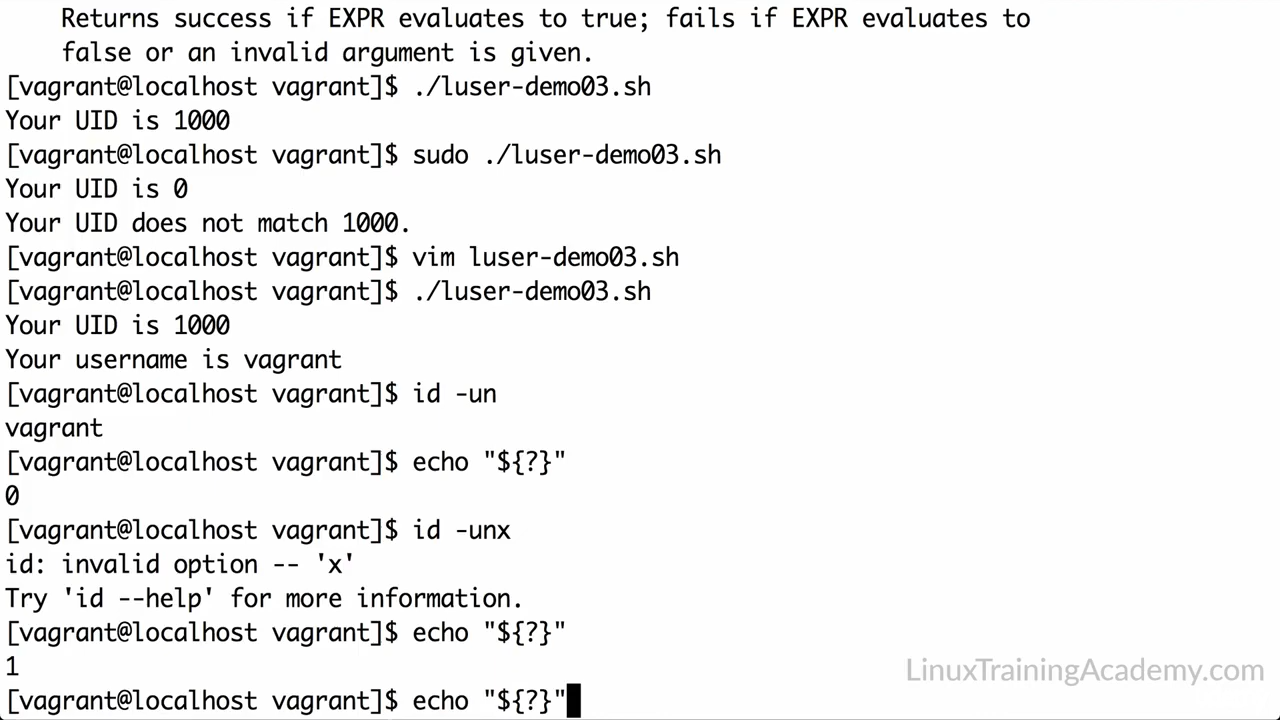 Returns success if EXPR evaluates to true; fails if EXPR evaluates to
false or an invalid argument is given.
[vagrant@localhost vagrant]$ ./luser-demo03.sh
Your UID is 1000
[vagrant@localhost vagrant]$ sudo ./luser-demo03.sh
Your UID is 0
Your UID does not match 1000.
[vagrant@localhost vagrant]$ vim luser-demo03.sh
[vagrant@localhost vagrant]$ ./luser-demo03.sh
Your UID is 1000
Your username is vagrant
[vagrant@localhost vagrant]$ id -un
vagrant
[vagrant@localhost vagrant]$ echo "${?}"
0
[vagrant@localhost vagrant]$ id -unx
id: invalid option -- 'x'
Try 'id --help' for more information.
[vagrant@localhost vagrant]$ echo "${?}"
1
[vagrant@localhost vagrant]$ echo "${?}"
LinuxTrainingAcademy.com